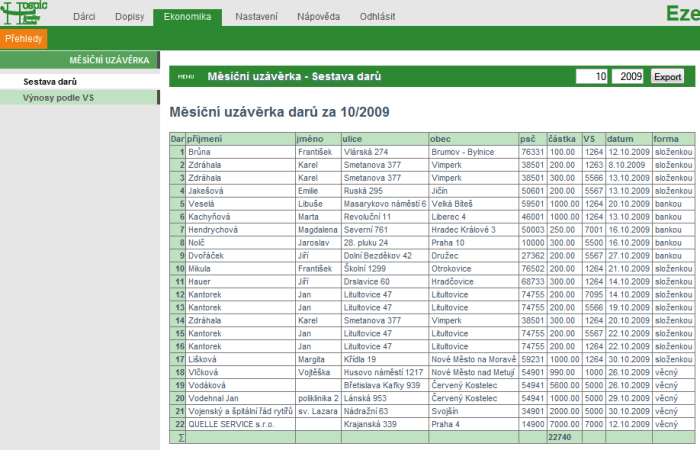 Hospic
Dárci Dopisy Ekonomika Nastavení Nápověda Odhlásit
Eze
Přehledy
MĚSÍČNÍ UZÁVĚRKA
Sestava darů
Výnosy podle VS
MENU Měsíční uzávěrka - Sestava darů 10 2009 Export
Měsíční uzávěrka darů za 10/2009
Dar příjmení jméno ulice obec psč částka VS datum forma
1 Brůna František Vlárská 274 Brumov - Bylnice 76331 100.00 1264 12.10.2009 složenkou
2 Zdráhala Karel Smetanova 377 Vimperk 38501 200.00 1263 8.10.2009 složenkou
3 Zdráhala Karel Smetanova 377 Vimperk 38501 300.00 5566 13.10.2009 složenkou
4 Jakešová Emilie Ruská 295 Jičín 50601 200.00 5567 13.10.2009 složenkou
5 Veselá Libuše Masarykovo náměstí 6 Velká Bíteš 59501 1000.00 1264 20.10.2009 bankou
6 Kachyňová Marta Revoluční 11 Liberec 4 46001 1000.00 1264 13.10.2009 bankou
7 Hendrychová Magdalena Severní 761 Hradec Králové 3 50003 250.00 7001 16.10.2009 bankou
8 Nolč Jaroslav 28. pluku 24 Praha 10 10000 300.00 5500 16.10.2009 bankou
9 Dvořáček Jiří Dolní Bezděkov 42 Družec 27362 200.00 5567 27.10.2009 bankou
10 Mikula František Školní 1299 Otrokovice 76502 200.00 1264 21.10.2009 složenkou
11 Hauer Jiří Drslavice 60 Hradčovice 68733 300.00 1264 14.10.2009 složenkou
12 Kantorek Jan Litultovice 47 Litultovice 74755 200.00 7095 14.10.2009 složenkou
13 Kantorek Jan Litultovice 47 Litultovice 74755 200.00 5566 19.10.2009 složenkou
14 Zdráhala Karel Smetanova 377 Vimperk 38501 300.00 1264 20.10.2009 složenkou
15 Kantorek Jan Litultovice 47 Litultovice 74755 200.00 5567 22.10.2009 složenkou
16 Kantorek Jan Litultovice 47 Litultovice 74755 200.00 1264 22.10.2009 složenkou
17 Lišková Margita Křídla 19 Nové Město na Moravě 59231 1000.00 1264 30.10.2009 složenkou
18 Vlčková Vojtěška Husovo náměstí 1217 Nové Město nad Metují 54901 990.00 1000 26.10.2009 věcný
19 Vodáková Břetislava Kafky 939 Červený Kostelec 54941 5600.00 5000 26.10.2009 věcný
20 Vodehnal Jan poliklinika 2 Lánská 953 Červený Kostelec 54941 1000.00 5000 30.10.2009 věcný
21 Vojenský a špitální řád rytířů sv. Lazara Nádražní 63 Svojšín 34901 2000.00 5000 29.10.2009 věcný
22 QUELLE SERVICE s.r.o. Krajanská 339 Praha 4 14900 7000.00 7000 12.10.2009 věcný
Σ 22740